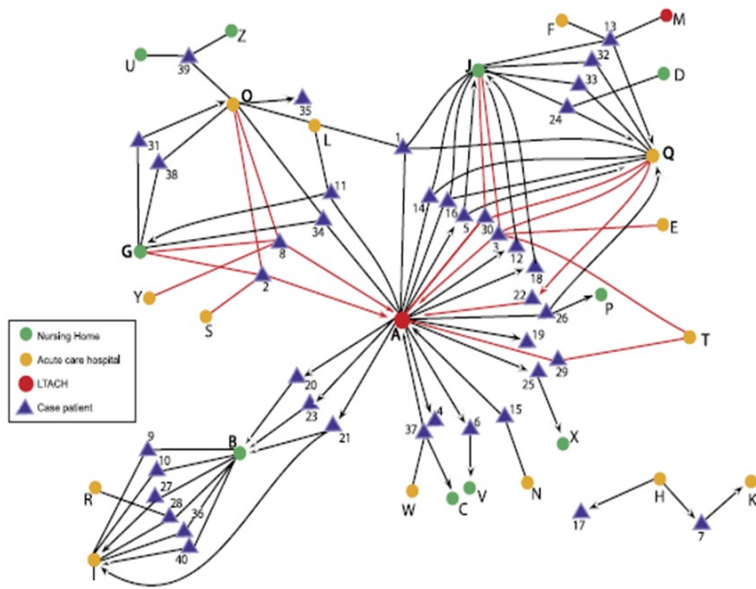 F
13
M
Z
32
U
39
J
33
D
24
O
35
L
1
31
Q
38
11
14
16
5
34
30
E
G
8
3
12
2
18
Y
22
P
S
26
A
19
T
29
25
Nursing Home
Acute care hospital
LTACH
Case patient
20
23
4
15
37
6
21
X
9
B
10
27
H
K
R
28
W
C
V
N
36
17
7
40
I